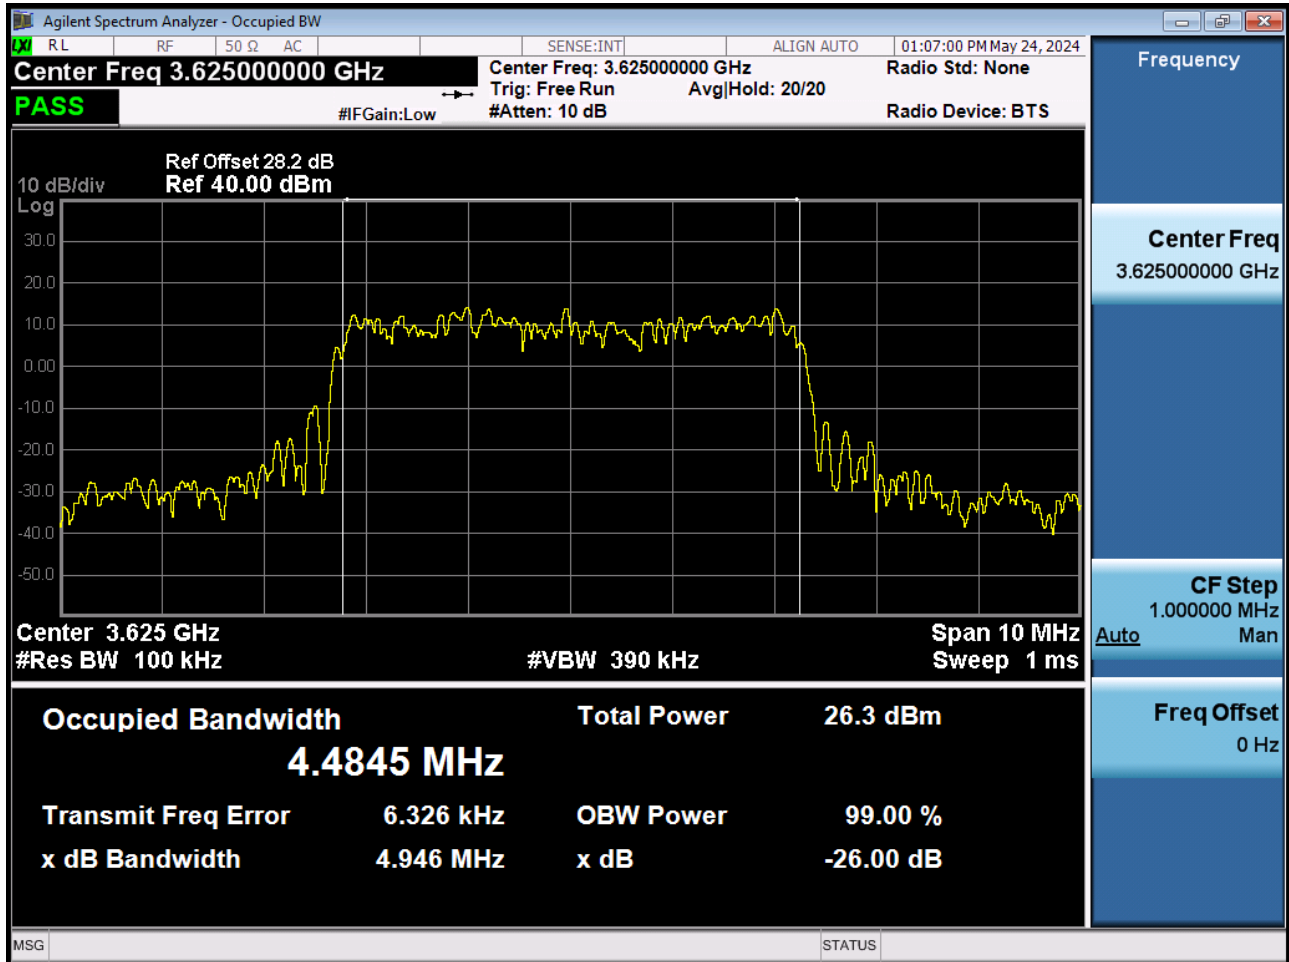 Agilent Spectrum Analyzer - Occupied BW
LXI RL RF 50 Ω AC SENSE:INT ALIGN AUTO 01:07:00 PM May 24, 2024
Center Freq 3.625000000 GHz
PASS
#IFGain:Low
Center Freq: 3.625000000 GHz
Trig: Free Run Avg|Hold: 20/20
#Atten: 10 dB
Radio Std: None
Radio Device: BTS
Ref Offset 28.2 dB
10 dB/div Ref 40.00 dBm
Log
30.0
20.0
10.0
0.00
-10.0
-20.0
-30.0
-40.0
-50.0
Center 3.625 GHz Span 10 MHz
#Res BW 100 kHz #VBW 390 kHz Sweep 1 ms
Occupied Bandwidth Total Power 26.3 dBm
4.4845 MHz
Transmit Freq Error 6.326 kHz OBW Power 99.00 %
x dB Bandwidth 4.946 MHz x dB -26.00 dB
MSG STATUS
Frequency
Center Freq
3.625000000 GHz
CF Step
1.000000 MHz
Auto Man
Freq Offset
0 Hz